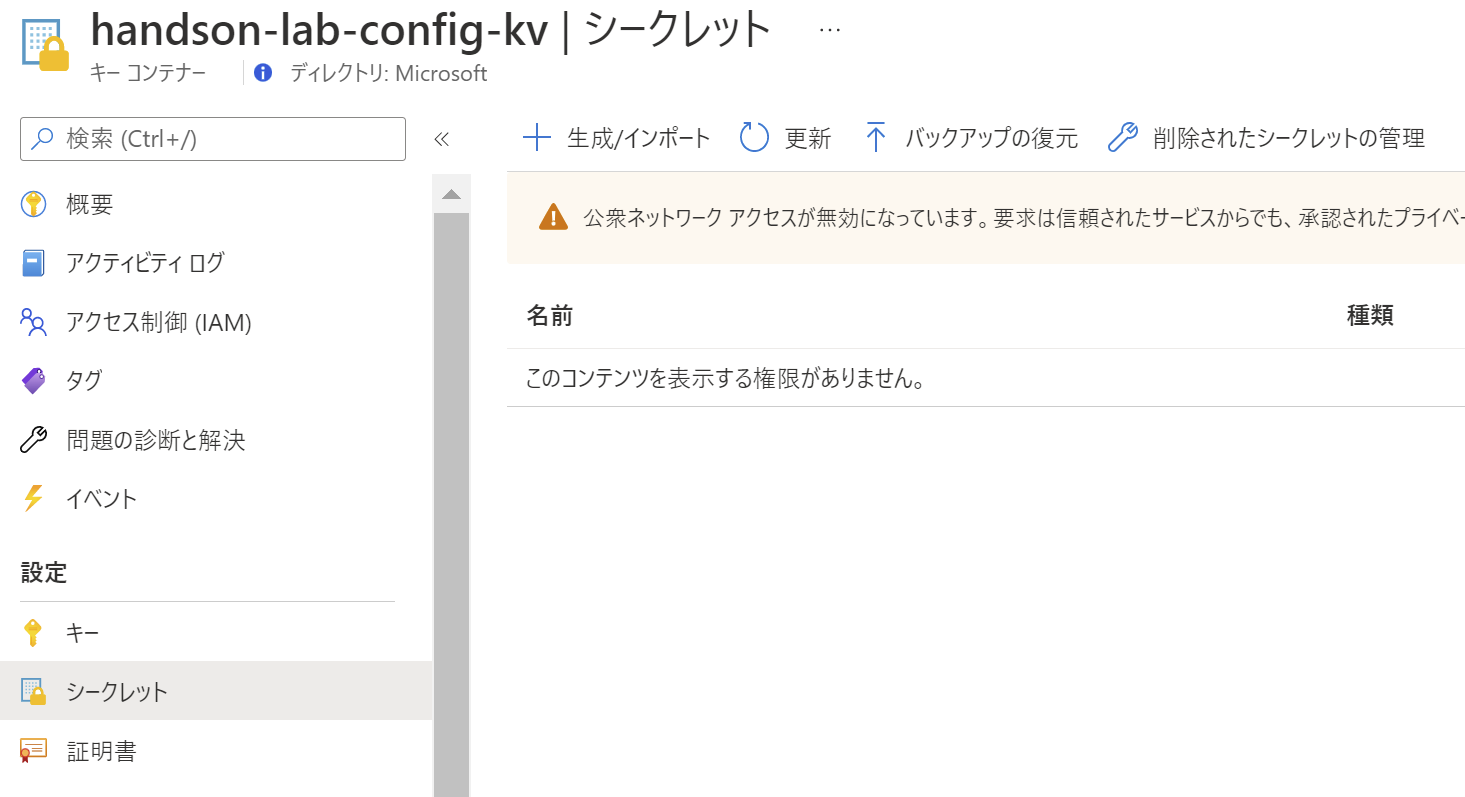 handson-lab-config-kv | シークレット …
キー コンテナー
ディレクトリ: Microsoft
検索 (Ctrl+/)
生成/インポート 更新 バックアップの復元 削除されたシークレットの管理
概要
アクティビティ ログ
アクセス制御 (IAM)
タグ
問題の診断と解決
イベント
設定
キー
シークレット
証明書
公衆ネットワーク アクセスが無効になっています。要求は信頼されたサービスからでも、承認されたプライベー
名前 種類
このコンテンツを表示する権限がありません。